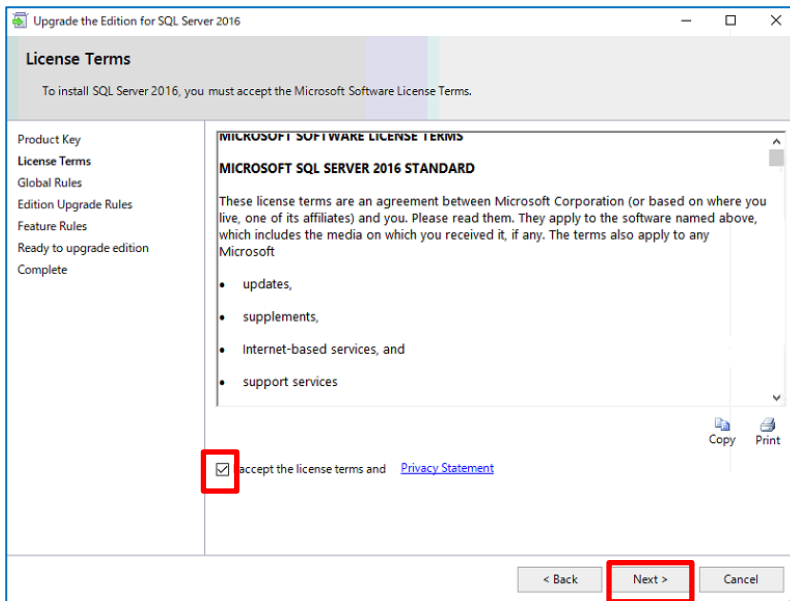 Upgrade the Edition for SQL Server 2016
License Terms
To install SQL Server 2016, you must accept the Microsoft Software License Terms.
Product Key
License Terms
Global Rules
Edition Upgrade Rules
Feature Rules
Ready to upgrade edition
Complete
MICROSOFT SOFTWARE LICENSE TERMS
MICROSOFT SQL SERVER 2016 STANDARD
These license terms are an agreement between Microsoft Corporation (or based on where you
live, one of its affiliates) and you. Please read them. They apply to the software named above,
which includes the media on which you received it, if any. The terms also apply to any
Microsoft
• updates,
• supplements,
• Internet-based services, and
• support services
Copy Print
accept the license terms and Privacy Statement
< Back Next > Cancel